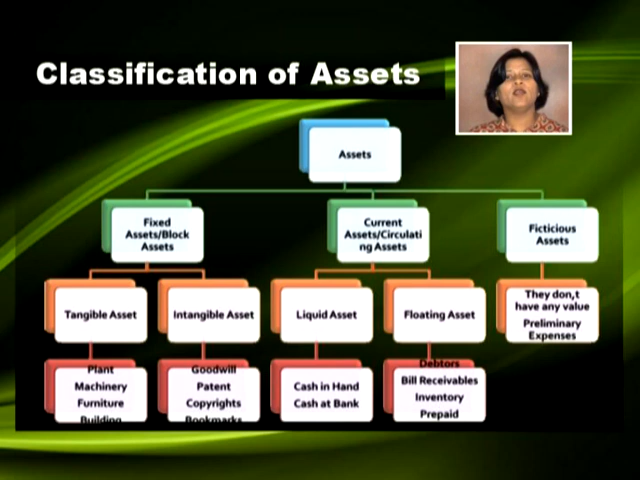 Classification of Assets
Assets
Fixed
Assets/Block
Assets
Current
Assets/Circulati
ng Assets
Ficticious
Assets
Tangible Asset
Intangible Asset
Liquid Asset
Floating Asset
They don,t
have any value
Preliminary
Expenses
Plant
Machinery
Furniture
Building
Goodwill
Patent
Copyrights
Bookmarks
Cash in Hand
Cash at Bank
Debtors
Bill Receivables
Inventory
Prepaid